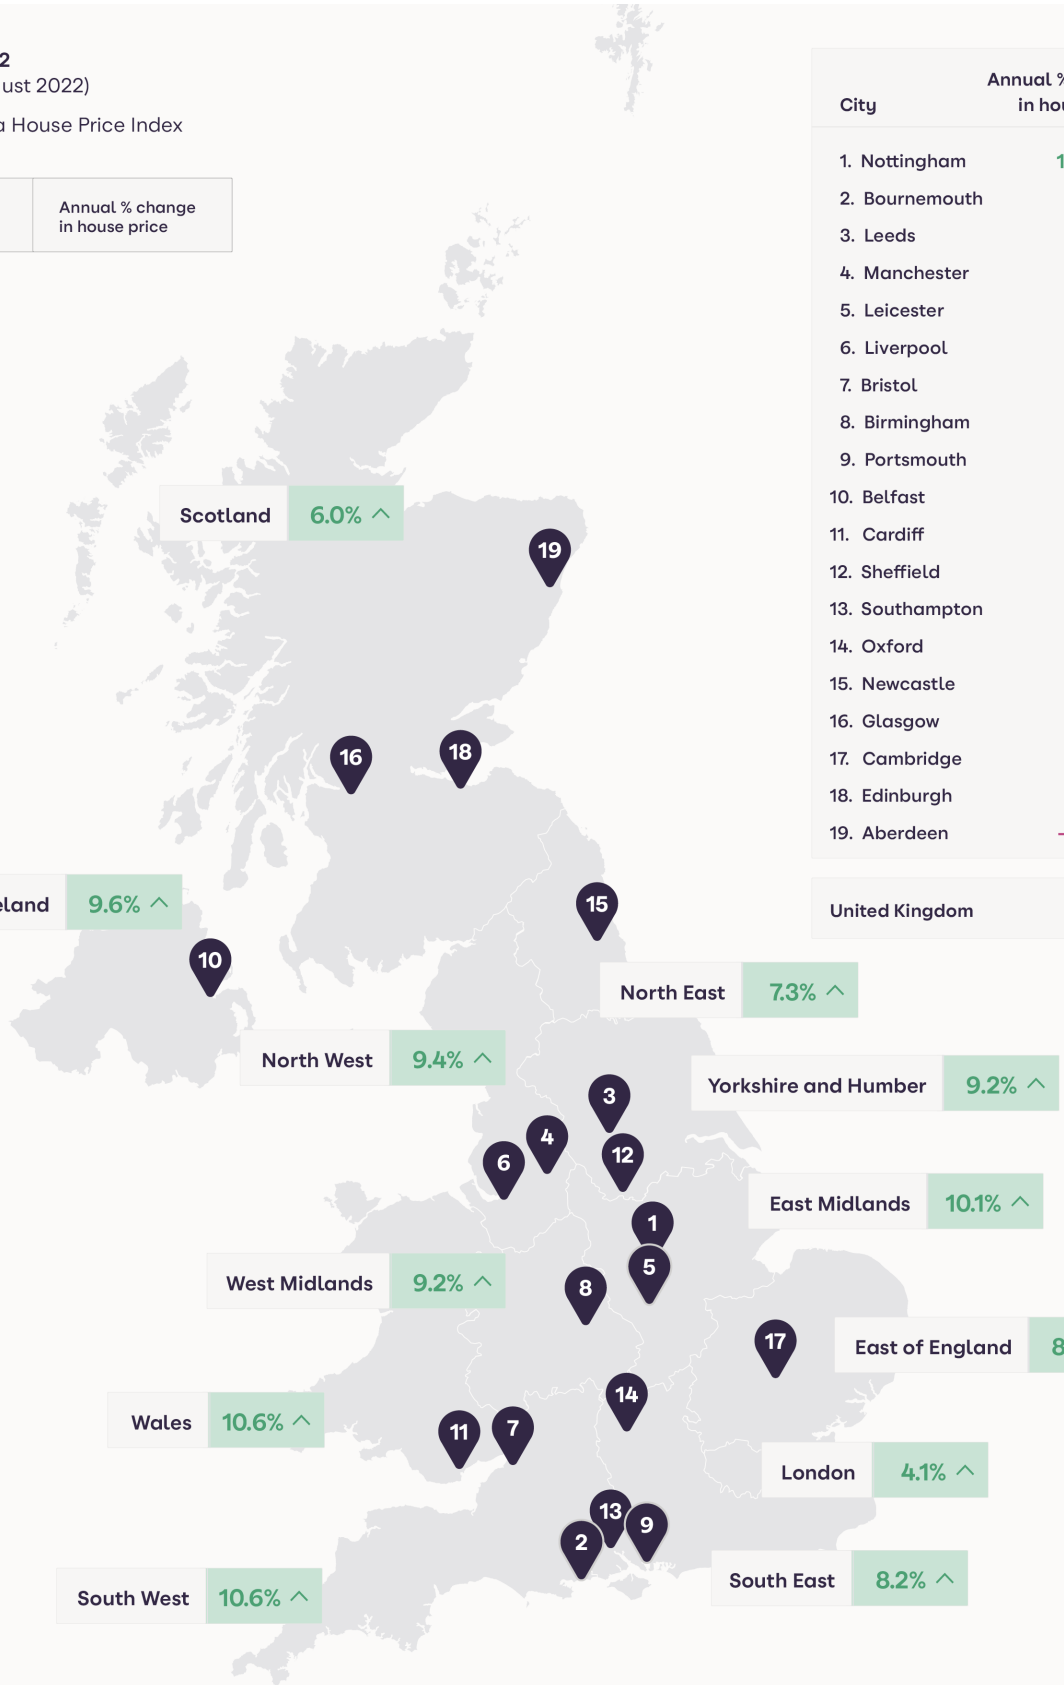 2
ust 2022)
a House Price Index
Annual % change
in house price
Annual %
in hou
City
1. Nottingham 1
2. Bournemouth
3. Leeds
4. Manchester
5. Leicester
6. Liverpool
7. Bristol
8. Birmingham
9. Portsmouth
10. Belfast
11. Cardiff
12. Sheffield
13. Southampton
14. Oxford
15. Newcastle
16. Glasgow
17. Cambridge
18. Edinburgh
19. Aberdeen -
United Kingdom
Scotland 6.0%
19
16
18
eland 9.6%
15
10
North East 7.3%
North West 9.4%
Yorkshire and Humber 9.2%
3
4
12
6
East Midlands 10.1%
1
5
West Midlands 9.2%
8
17
East of England 8
14
Wales 10.6%
11
7
London 4.1%
13
9
2
South East 8.2%
South West 10.6%